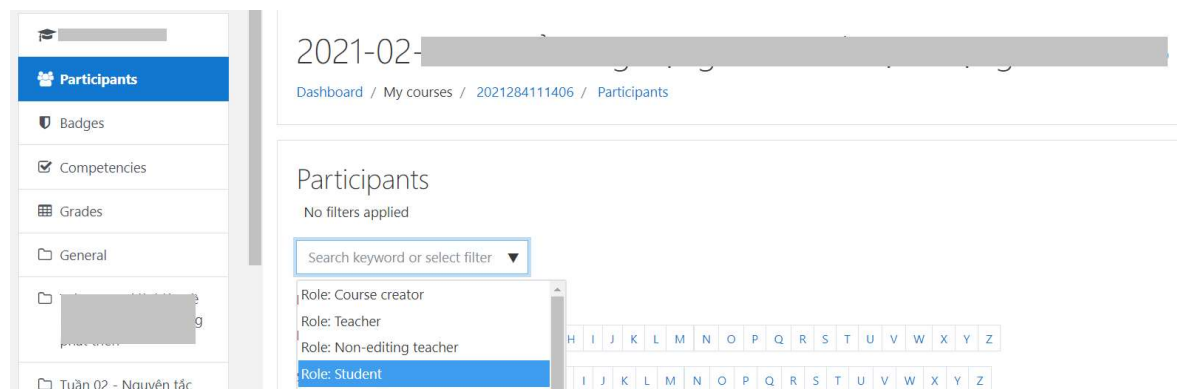 Participants
Badges
Competencies
Grades
General
g
Tuần 02 - Nguyên tắc
2021-02-
Dashboard / My courses / 2021284111406 / Participants
Participants
No filters applied
Search keyword or select filter ▼
Role: Course creator
Role: Teacher
Role: Non-editing teacher
Role: Student
H I J K L M N O P Q R S T U V W X Y Z
I J K L M N O P Q R S T U V W X Y Z